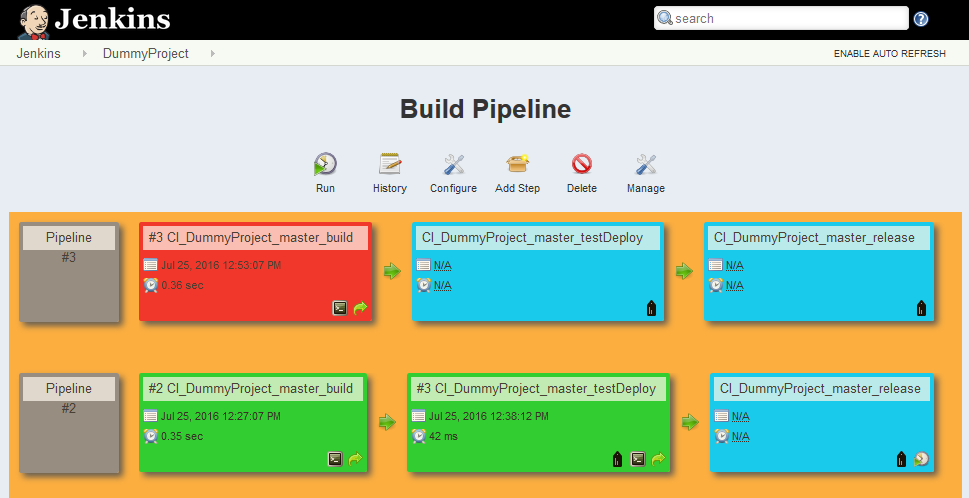 Jenkins
search
Jenkins
DummyProject
ENABLE AUTO REFRESH
Build Pipeline
Run
History
Configure
Add Step
Delete
Manage
Pipeline
#3
#3 CI_DummyProject_master_build
Jul 25, 2016 12:53:07 PM
0.36 sec
CI_DummyProject_master_testDeploy
N/A
N/A
CI_DummyProject_master_release
N/A
N/A
Pipeline
#2
#2 CI_DummyProject_master_build
Jul 25, 2016 12:27:07 PM
0.35 sec
#3 CI_DummyProject_master_testDeploy
Jul 25, 2016 12:38:12 PM
42 ms
CI_DummyProject_master_release
N/A
N/A